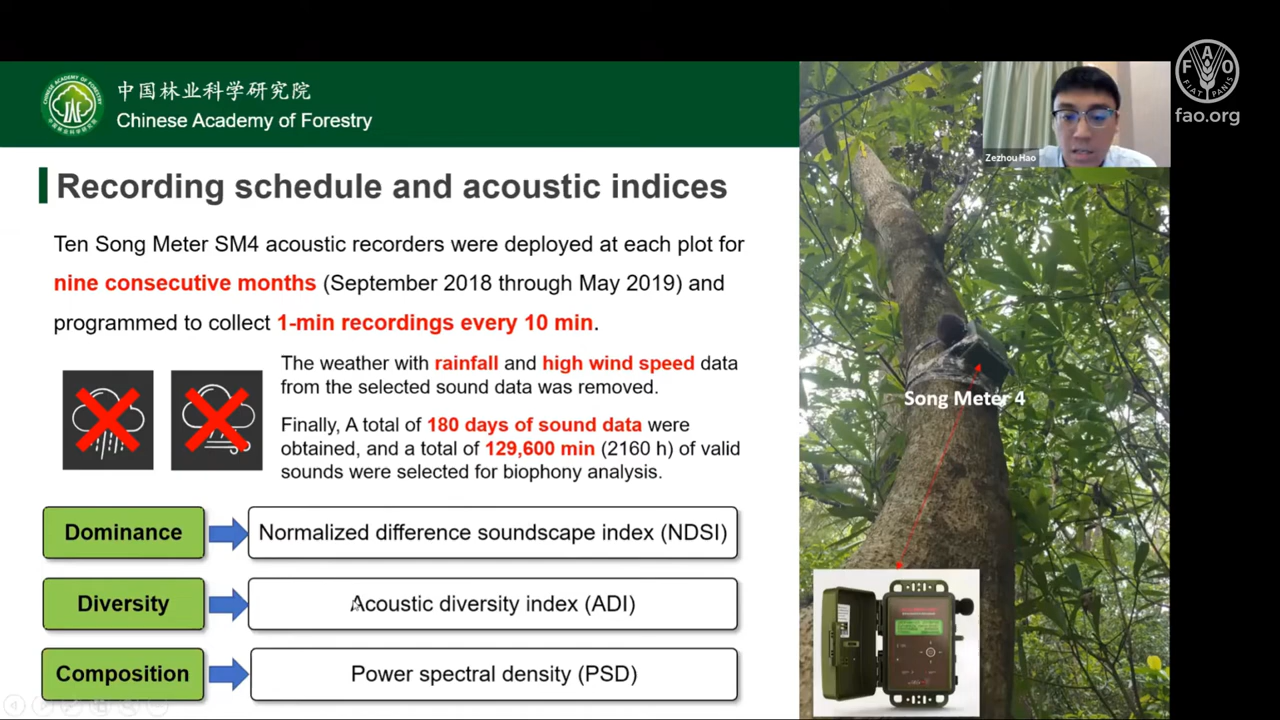 中国林业科学研究院
Chinese Academy of Forestry
CHINESE ACADEMY OF FORESTRY
FAO
FIAT PANIS
fao.org
Zezhou Hao
Recording schedule and acoustic indices
Ten Song Meter SM4 acoustic recorders were deployed at each plot for
nine consecutive months (September 2018 through May 2019) and
programmed to collect 1-min recordings every 10 min.
The weather with rainfall and high wind speed data
from the selected sound data was removed.
Finally, A total of 180 days of sound data were
obtained, and a total of 129,600 min (2160 h) of valid
sounds were selected for biophony analysis.
Dominance
Normalized difference soundscape index (NDSI)
Diversity
Acoustic diversity index (ADI)
Composition
Power spectral density (PSD)
Song Meter 4